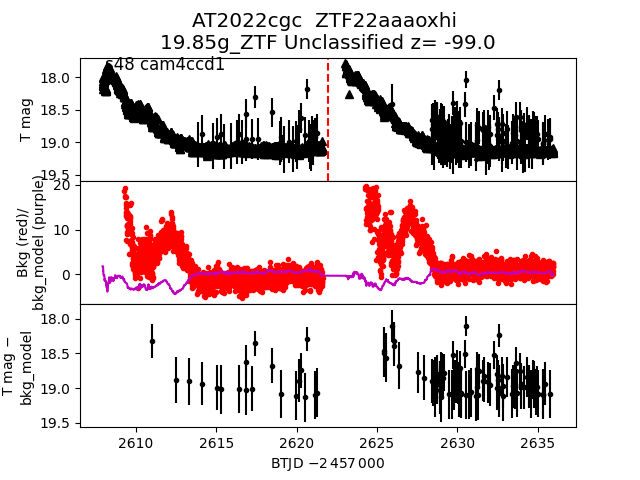 AT2022cgc ZTF22aaaoxhi
19.85g_ZTF Unclassified z= -99.0
s48 cam4ccd1
T mag
18.0
18.5
19.0
19.5
Bkg (red)/
bkg_model (purple)
20
10
0
T mag −
bkg_model
18.0
18.5
19.0
19.5
2610 2615 2620 2625 2630 2635
BTJD −2 457 000